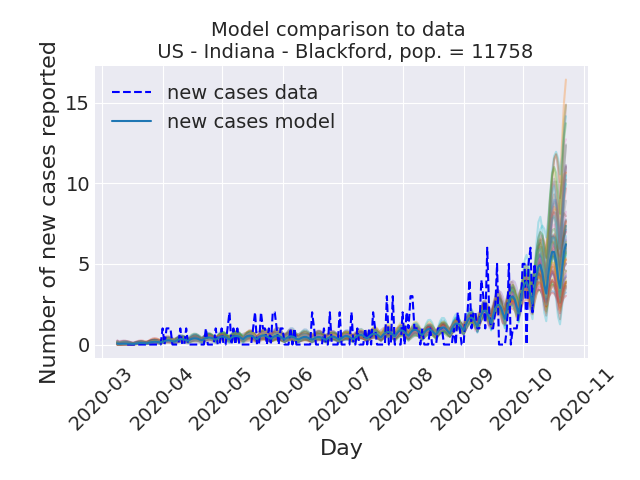 Model comparison to data
US - Indiana - Blackford, pop. = 11758
Number of new cases reported
15
10
5
0
new cases data
new cases model
2020-03
2020-04
2020-05
2020-06
2020-07
2020-08
2020-09
2020-10
2020-11
Day